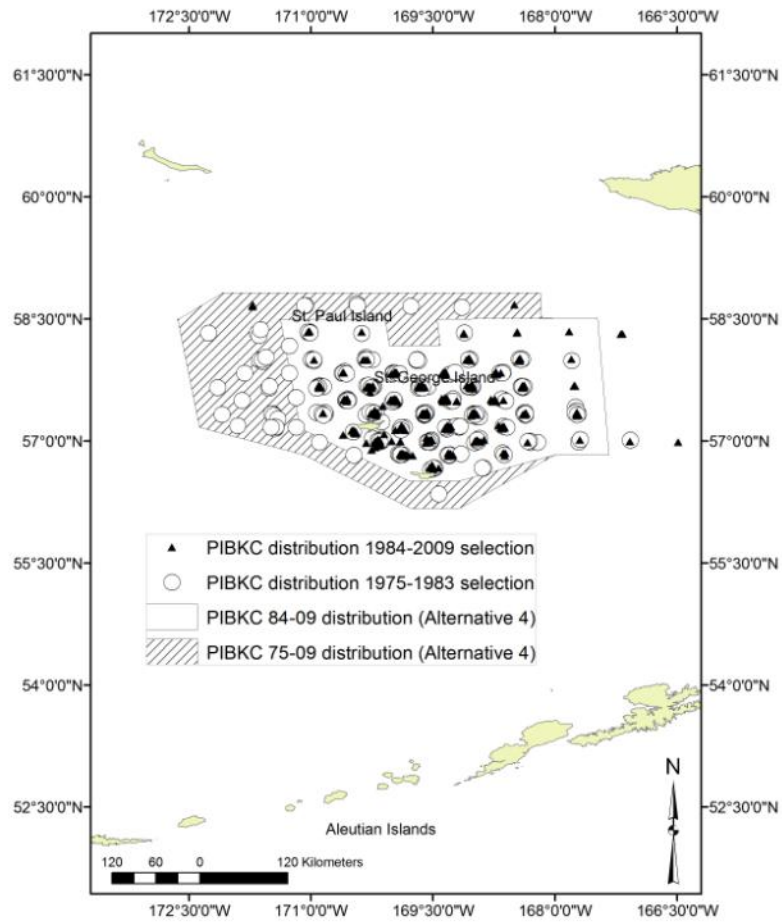 172°30'0"W 171°0'0"W 169°30'0"W 168°0'0"W 166°30'0"W
61°30'0"N 61°30'0"N
60°0'0"N 60°0'0"N
58°30'0"N 58°30'0"N
St. Paul Island
St. George Island
57°0'0"N 57°0'0"N
PIBKC distribution 1984-2009 selection
PIBKC distribution 1975-1983 selection
55°30'0"N 55°30'0"N
PIBKC 84-09 distribution (Alternative 4)
PIBKC 75-09 distribution (Alternative 4)
54°0'0"N 54°0'0"N
N
52°30'0"N 52°30'0"N
Aleutian Islands
120 60 0 120 Kilometers
172°30'0"W 171°0'0"W 169°30'0"W 168°0'0"W 166°30'0"W